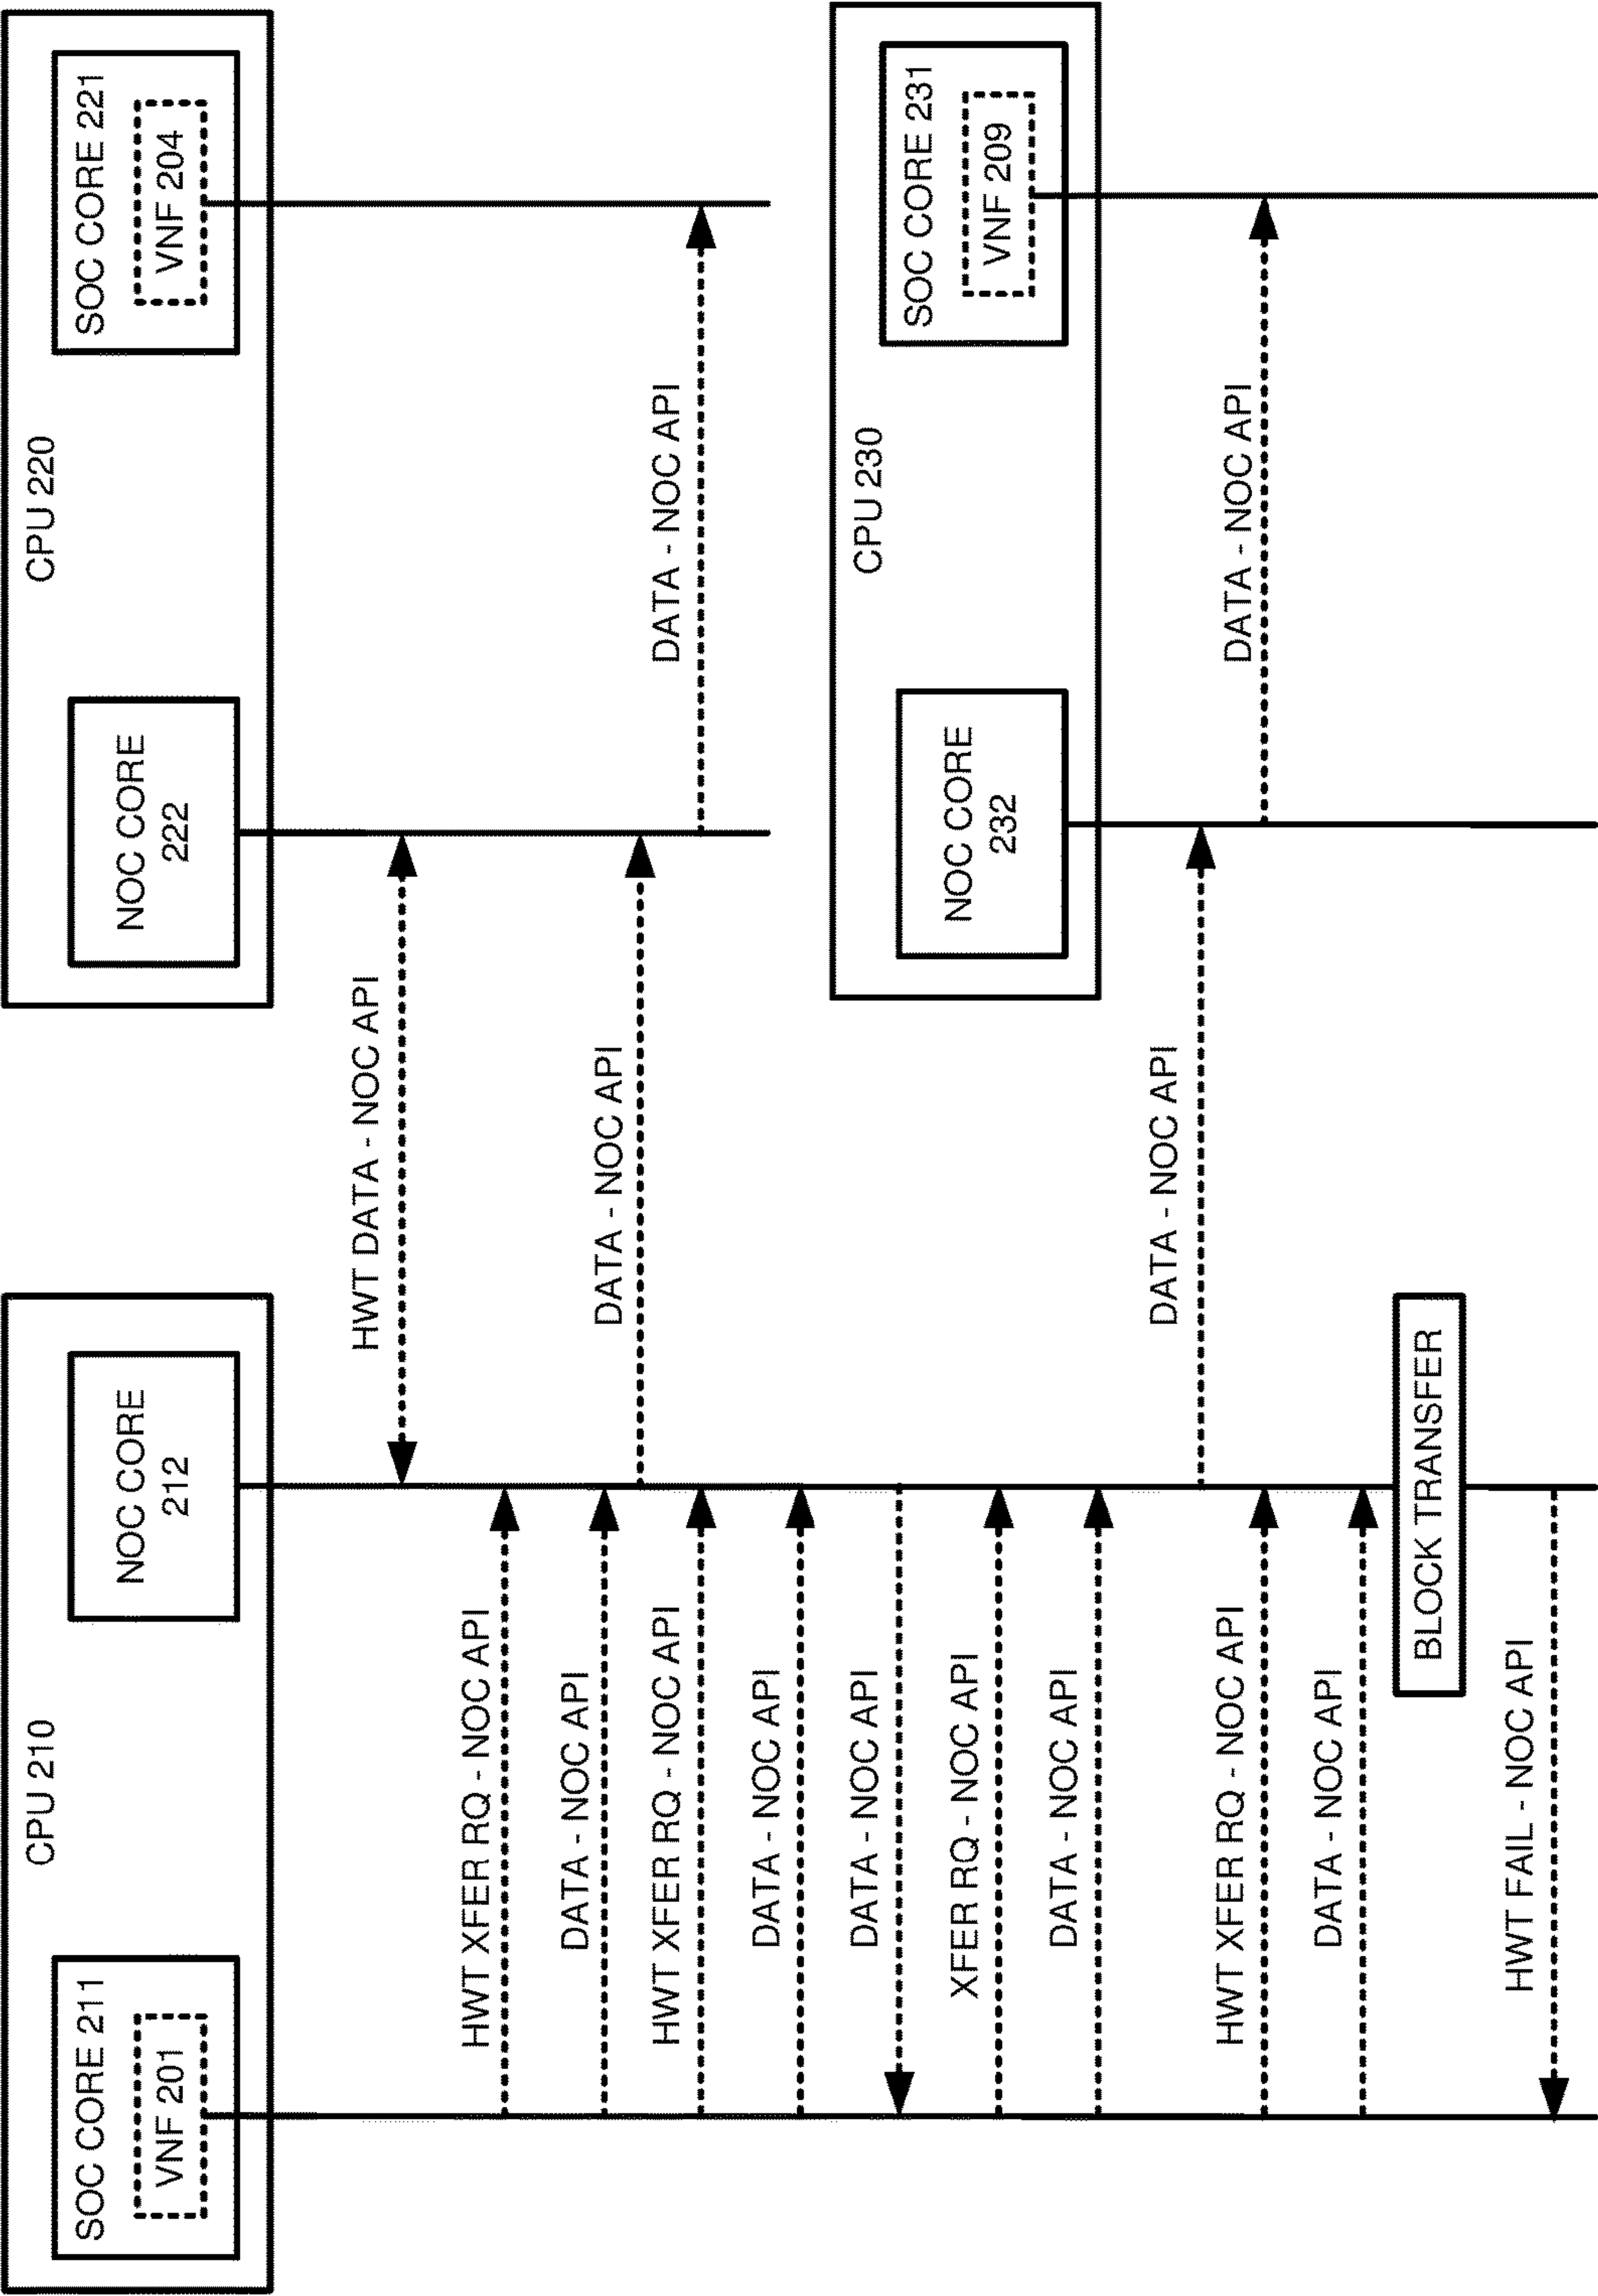 CPU 210
SOC CORE 211
VNF 201
NOC CORE
212
CPU 220
NOC CORE
222
SOC CORE 221
VNF 204
HWT DATA - NOC API
HWT XFER RQ - NOC API
DATA - NOC API
DATA - NOC API
HWT XFER RQ - NOC API
DATA - NOC API
DATA - NOC API
DATA - NOC API
CPU 230
NOC CORE
232
SOC CORE 231
VNF 209
XFER RQ - NOC API
DATA - NOC API
DATA - NOC API
HWT XFER RQ - NOC API
DATA - NOC API
DATA - NOC API
BLOCK TRANSFER
HWT FAIL - NOC API